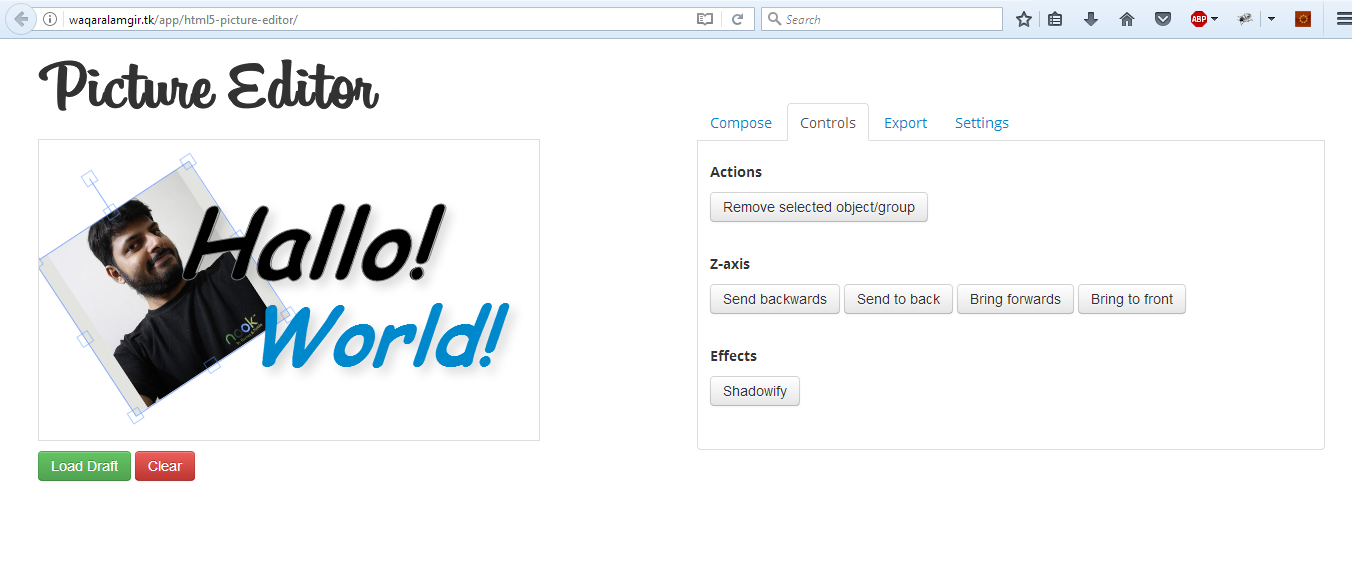 waqaralamgir.tk/app/html5-picture-editor/
Search
ABP
Picture Editor
Compose
Controls
Export
Settings
Hallo!
World!
nook
Actions
Remove selected object/group
Z-axis
Send backwards
Send to back
Bring forwards
Bring to front
Effects
Shadowify
Load Draft
Clear